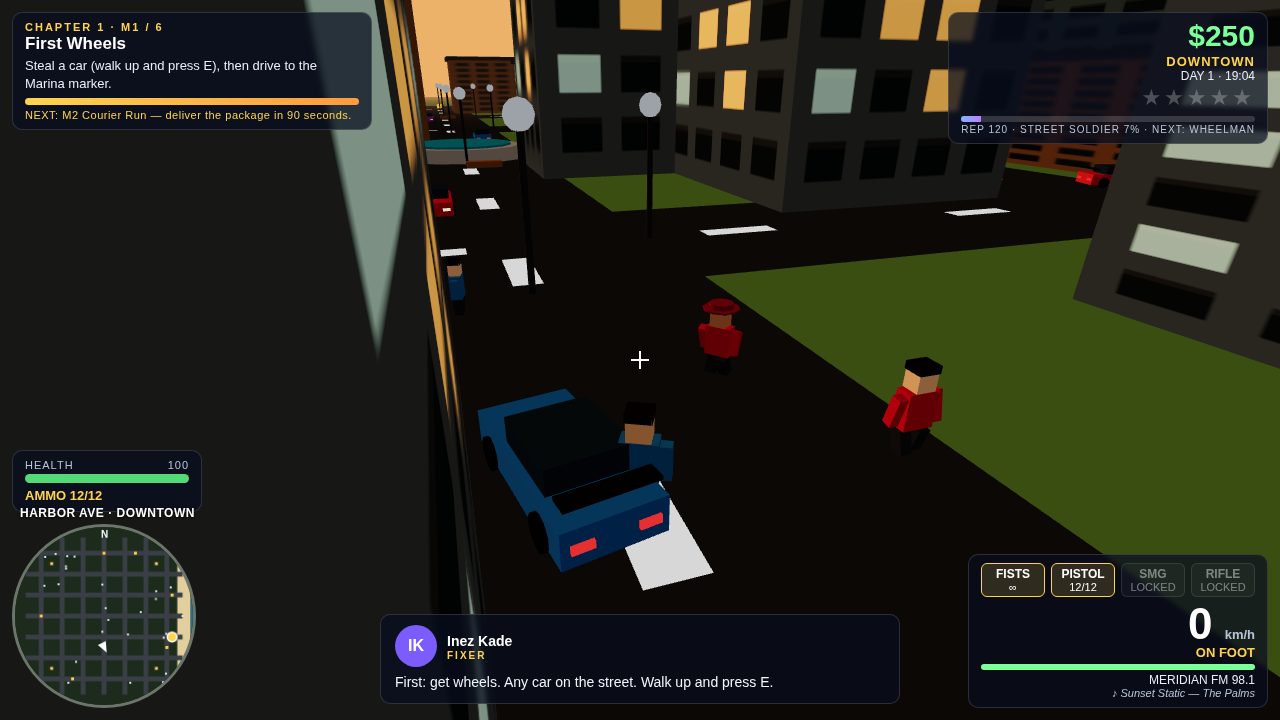 CHAPTER 1 · M1 / 6
First Wheels
Steal a car (walk up and press E), then drive to the
Marina marker.
NEXT: M2 Courier Run — deliver the package in 90 seconds.
$250
DOWNTOWN
DAY 1 · 19:04
★★★★★
REP 120 · STREET SOLDIER 7% · NEXT: WHEELMAN
HEALTH 100
AMMO 12/12
HARBOR AVE · DOWNTOWN
N
IK
Inez Kade
FIXER
First: get wheels. Any car on the street. Walk up and press E.
FISTS PISTOL SMG RIFLE
∞ 12/12 LOCKED LOCKED
0 km/h
ON FOOT
MERIDIAN FM 98.1
♪ Sunset Static — The Palms